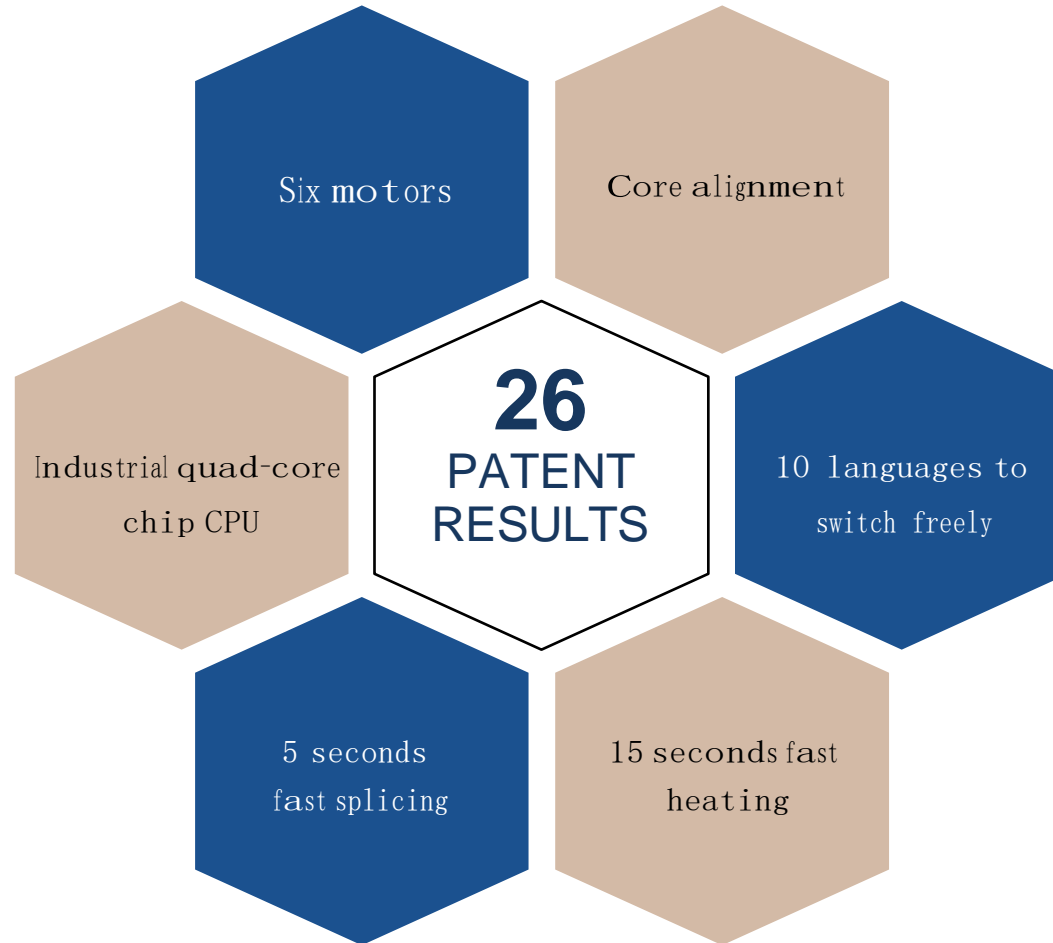 Six motors
Core alignment
Industrial quad-core
chip CPU
26
PATENT
RESULTS
10 languages to
switch freely
5 seconds
fast splicing
15 seconds fast
heating